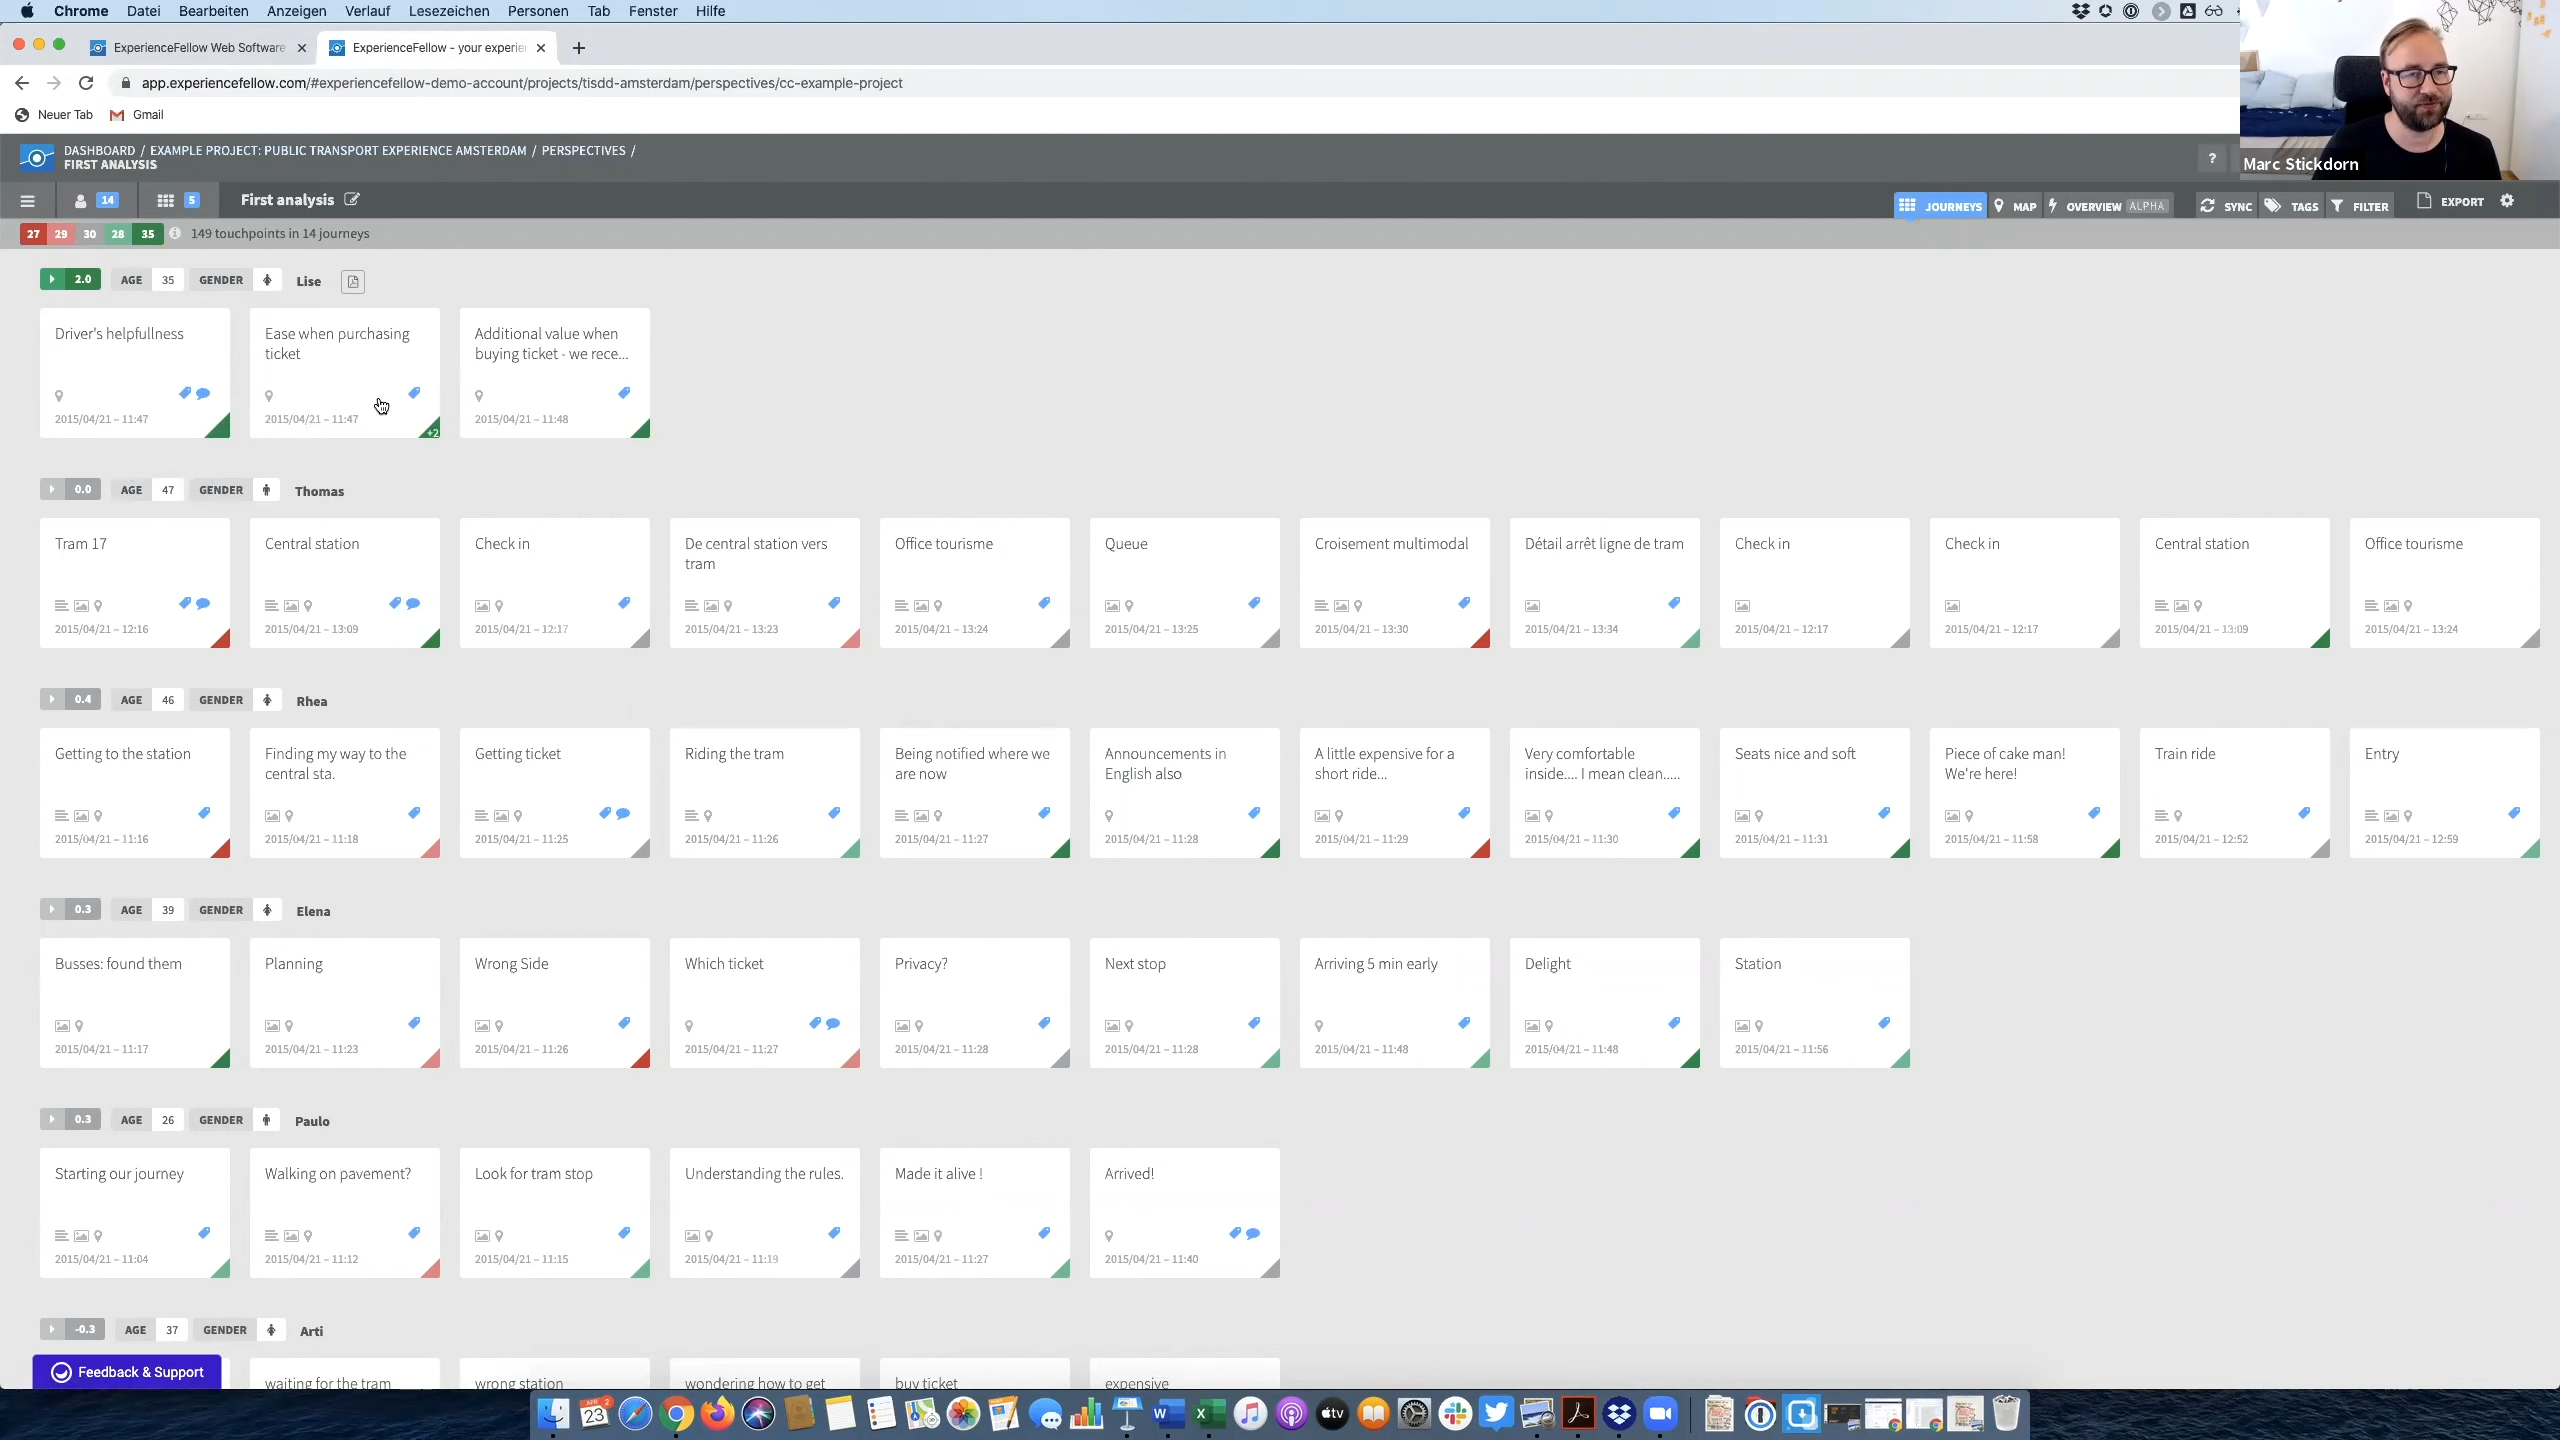 Chrome Datei Bearbeiten Anzeigen Verlauf Lesezeichen Personen Tab Fenster Hilfe
ExperienceFellow Web Software
ExperienceFellow - your experie
app.experiencefellow.com/#experiencefellow-demo-account/projects/tisdd-amsterdam/perspectives/cc-example-project
Neuer Tab Gmail
Marc Stickdorn
DASHBOARD / EXAMPLE PROJECT: PUBLIC TRANSPORT EXPERIENCE AMSTERDAM / PERSPECTIVES /
FIRST ANALYSIS
?
14 5 First analysis
JOURNEYS MAP OVERVIEW ALPHA SYNC TAGS FILTER EXPORT
27 29 30 28 35 149 touchpoints in 14 journeys
2.0 AGE 35 GENDER Lise
Driver's helpfullness
2015/04/21 – 11:47
Ease when purchasing
ticket
2015/04/21 – 11:47
+2
Additional value when
buying ticket - we rece...
2015/04/21 – 11:48
0.0 AGE 47 GENDER Thomas
Tram 17
2015/04/21 – 12:16
Central station
2015/04/21 – 13:09
Check in
2015/04/21 – 12:17
De central station vers
tram
2015/04/21 – 13:23
Office tourisme
2015/04/21 – 13:24
Queue
2015/04/21 – 13:25
Croisement multimodal
2015/04/21 – 13:30
Détail arrêt ligne de tram
2015/04/21 – 13:34
Check in
2015/04/21 – 12:17
Check in
2015/04/21 – 12:17
Central station
2015/04/21 – 13:09
Office tourisme
2015/04/21 – 13:24
0.4 AGE 46 GENDER Rhea
Getting to the station
2015/04/21 – 11:16
Finding my way to the
central sta.
2015/04/21 – 11:18
Getting ticket
2015/04/21 – 11:25
Riding the tram
2015/04/21 – 11:26
Being notified where we
are now
2015/04/21 – 11:27
Announcements in
English also
2015/04/21 – 11:28
A little expensive for a
short ride...
2015/04/21 – 11:29
Very comfortable
inside.... I mean clean.....
2015/04/21 – 11:30
Seats nice and soft
2015/04/21 – 11:31
Piece of cake man!
We're here!
2015/04/21 – 11:58
Train ride
2015/04/21 – 12:52
Entry
2015/04/21 – 12:59
0.3 AGE 39 GENDER Elena
Busses: found them
2015/04/21 – 11:17
Planning
2015/04/21 – 11:23
Wrong Side
2015/04/21 – 11:26
Which ticket
2015/04/21 – 11:27
Privacy?
2015/04/21 – 11:28
Next stop
2015/04/21 – 11:28
Arriving 5 min early
2015/04/21 – 11:48
Delight
2015/04/21 – 11:48
Station
2015/04/21 – 11:56
0.3 AGE 26 GENDER Paulo
Starting our journey
2015/04/21 – 11:04
Walking on pavement?
2015/04/21 – 11:12
Look for tram stop
2015/04/21 – 11:15
Understanding the rules.
2015/04/21 – 11:19
Made it alive !
2015/04/21 – 11:27
Arrived!
2015/04/21 – 11:40
-0.3 AGE 37 GENDER Arti
waiting for the tram
wrong station
wondering how to get
buy ticket
expensive
Feedback & Support
23
tv